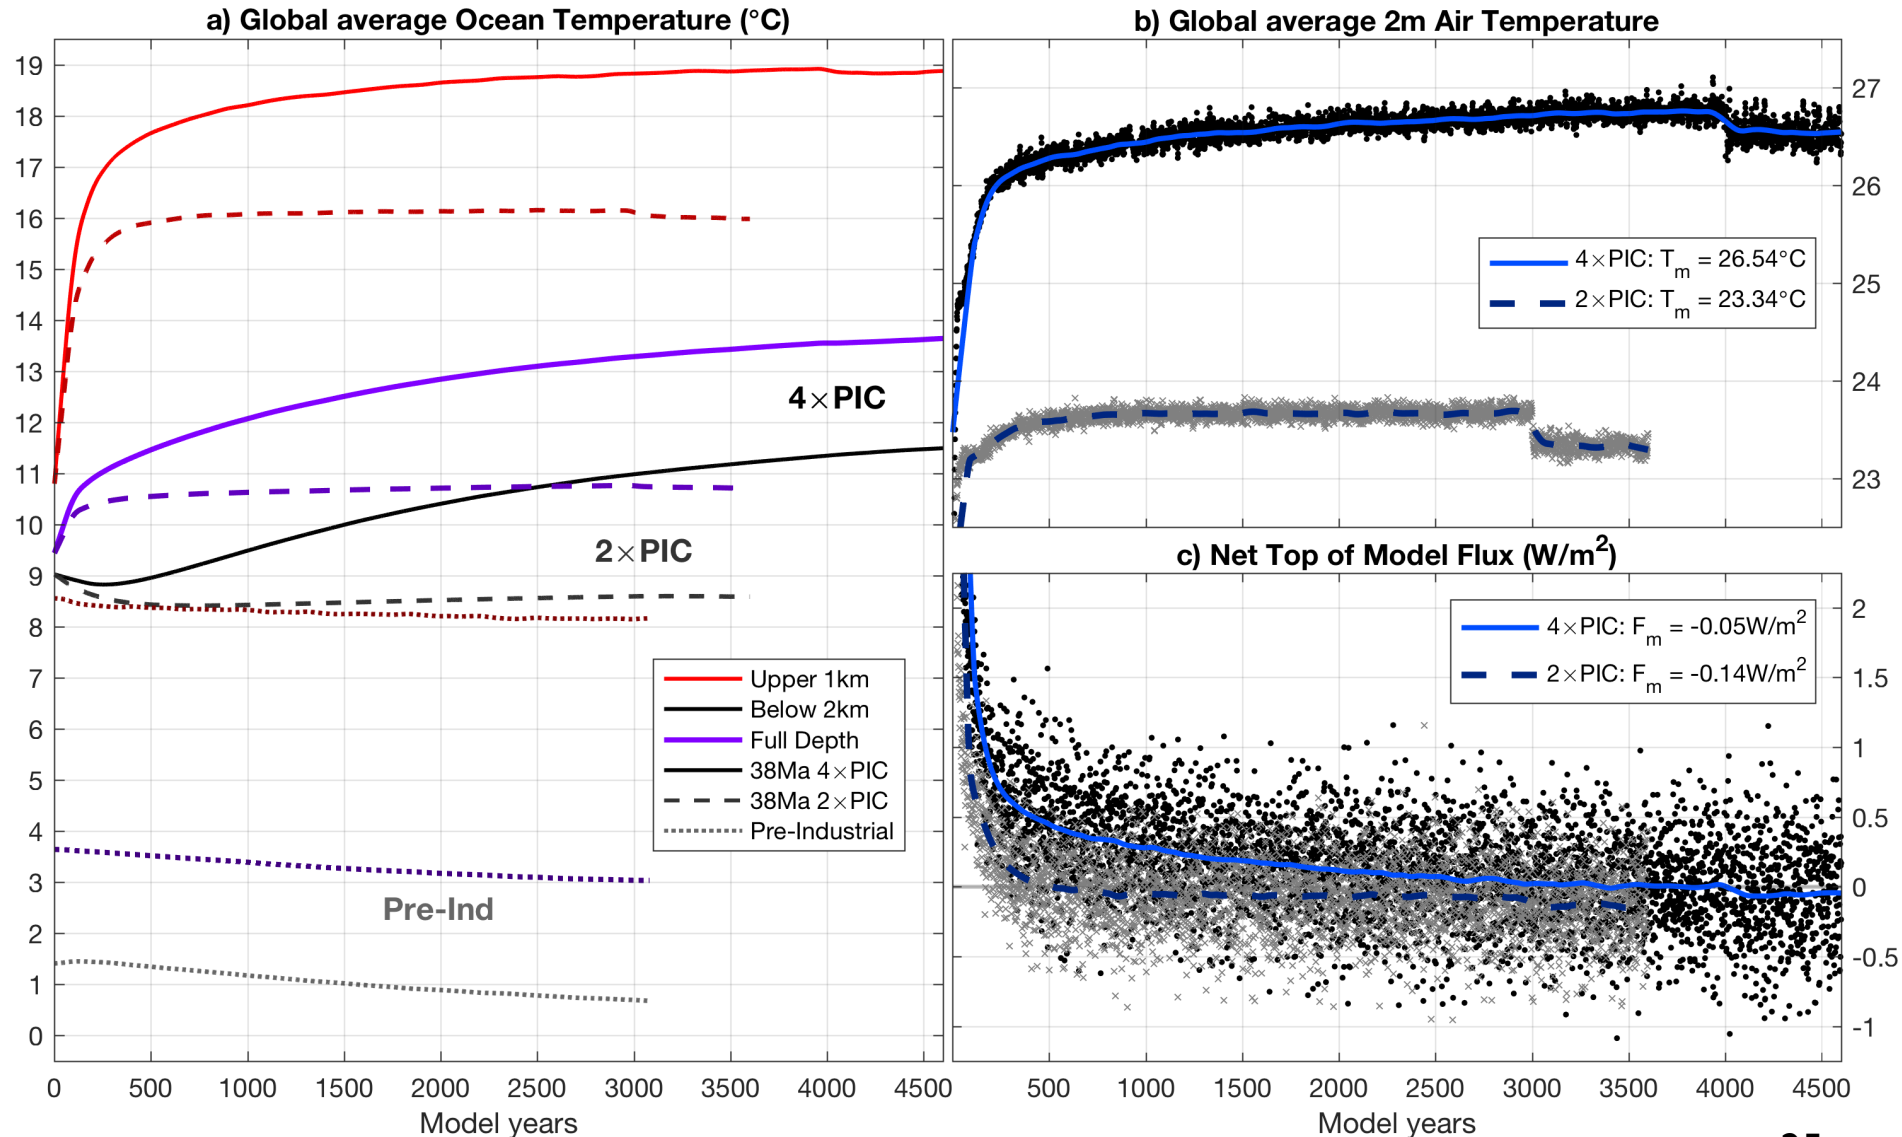 a) Global average Ocean Temperature (°C)
19
18
17
16
15
14
13
12
11
10
9
8
7
6
5
4
3
2
1
0
4×PIC
2×PIC
Pre-Ind
Upper 1km
Below 2km
Full Depth
38Ma 4×PIC
38Ma 2×PIC
Pre-Industrial
0 500 1000 1500 2000 2500 3000 3500 4000 4500
Model years
b) Global average 2m Air Temperature
27
26
25
24
23
4×PIC: Tm = 26.54°C
2×PIC: Tm = 23.34°C
c) Net Top of Model Flux (W/m²)
2
1.5
1
0.5
0
-0.5
-1
4×PIC: Fm = -0.05W/m²
2×PIC: Fm = -0.14W/m²
500 1000 1500 2000 2500 3000 3500 4000 4500
Model years